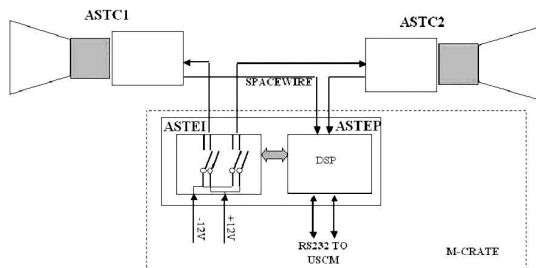 ASTC1
ASTC2
SPACEWIRE
ASTEI
ASTEP
DSP
-12V
+12V
RS232 TO
USCM
M-CRATE